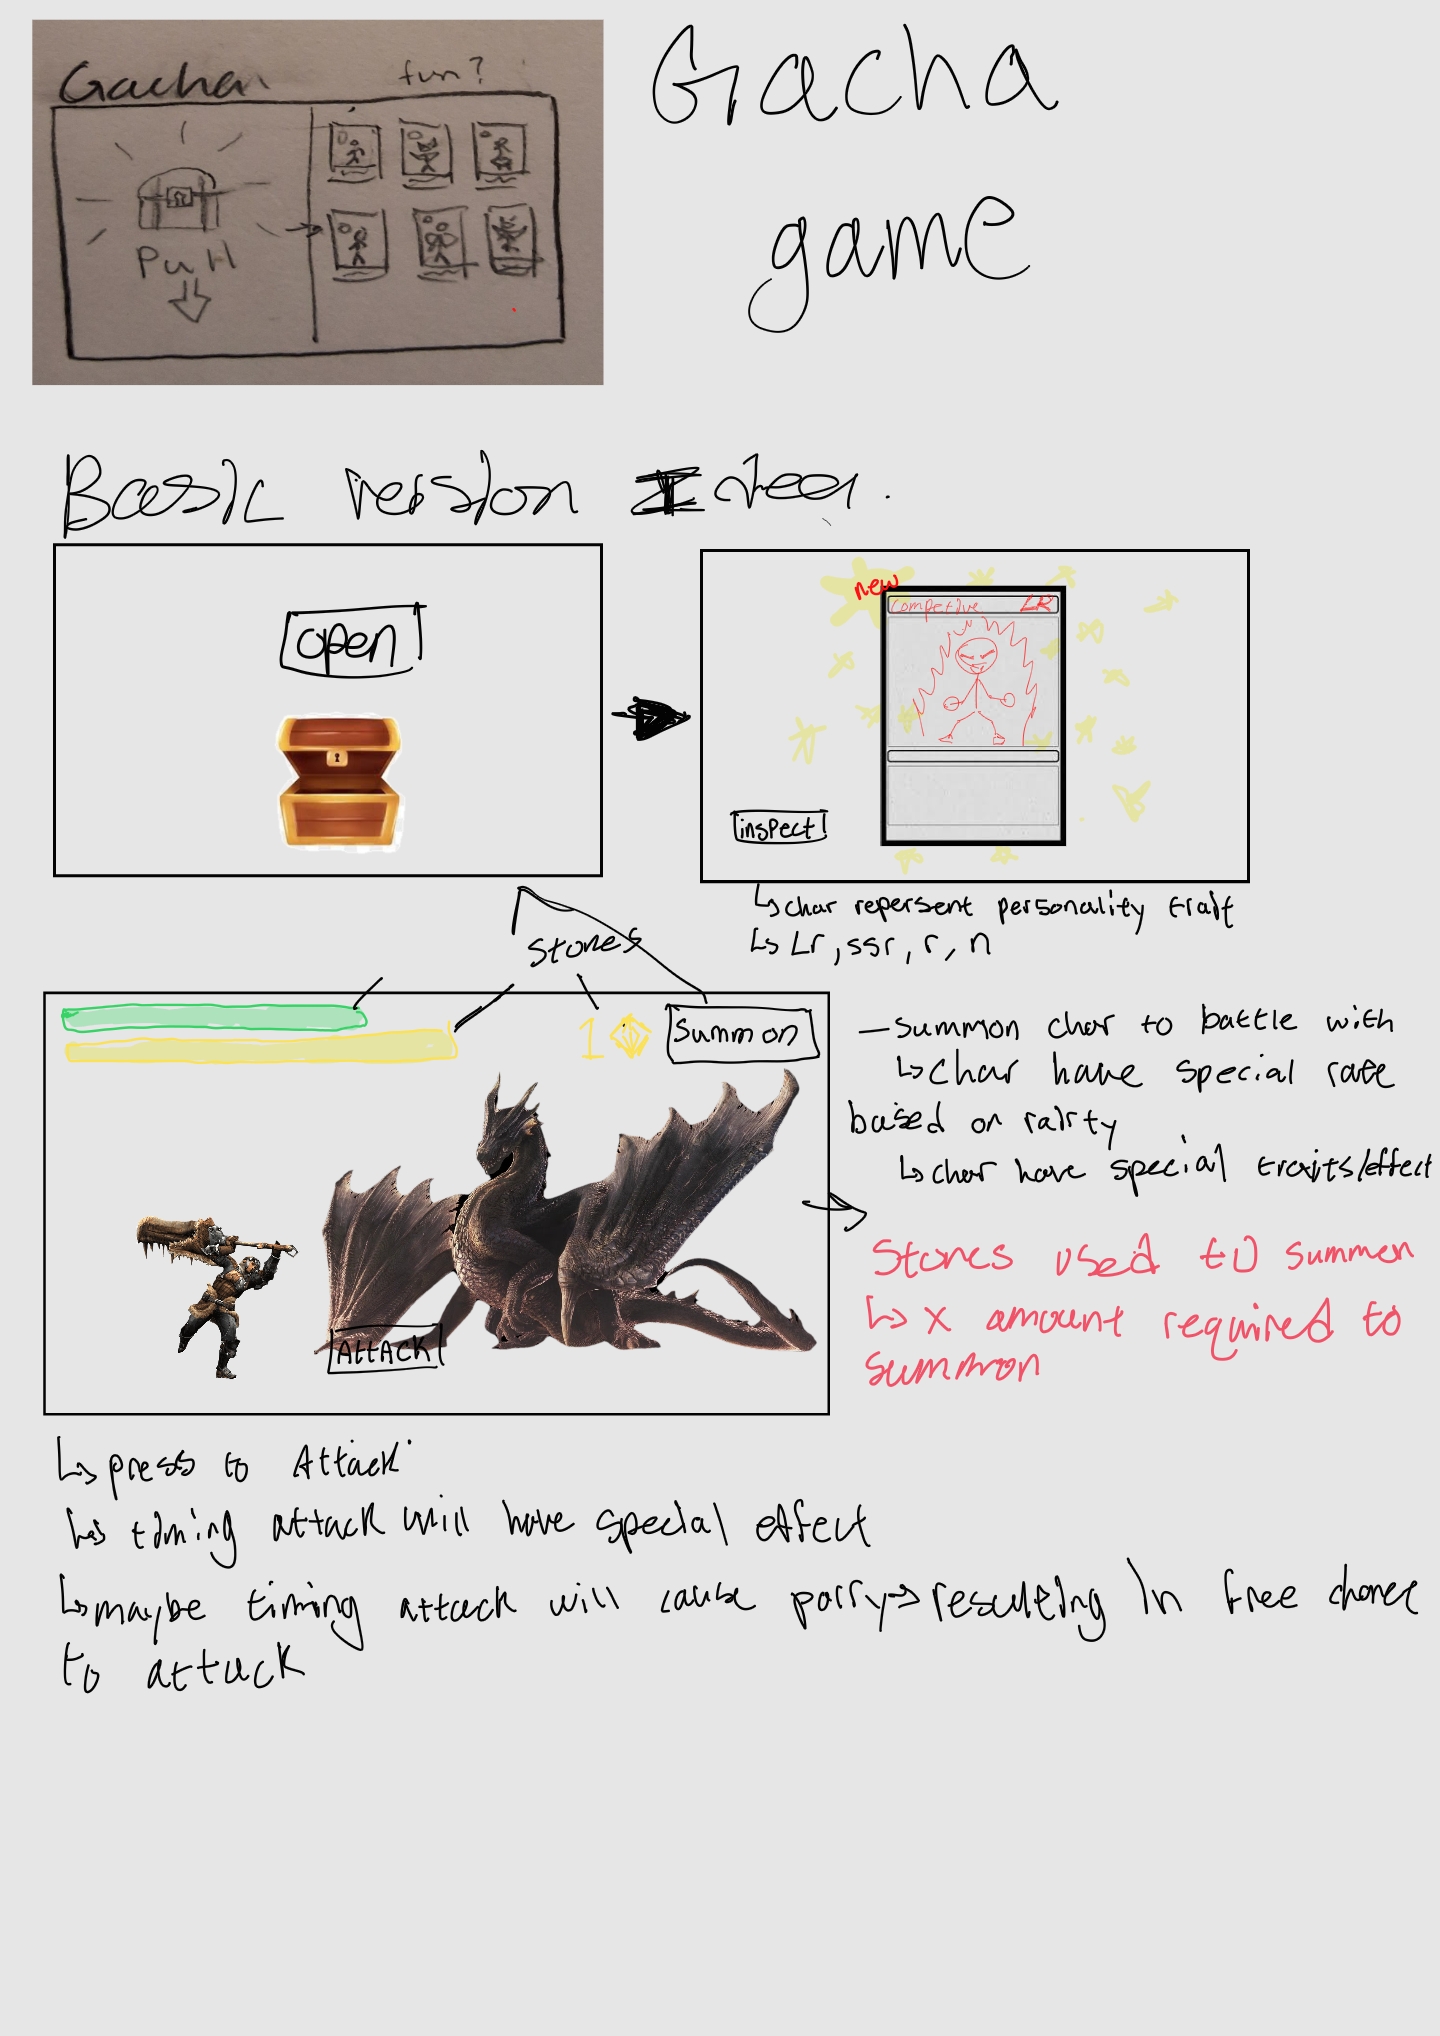 Gacha fun?
Pull
Gacha
game
Basic version Idea.
open
new
Competive LR
inspect
↳ char repersent personality trait
↳ Lr, ssr, r, n
Stones
1
Summon
— summon char to battle with
↳ char have special rate
based on rairty
↳ char have special traits/effect
Stones used to summon
↳ x amount required to
summon
ATTACK
↳ press to Attack
↳ timing attack will have special effect
↳ maybe timing attack will cause parry → resulting in free chance
to attack